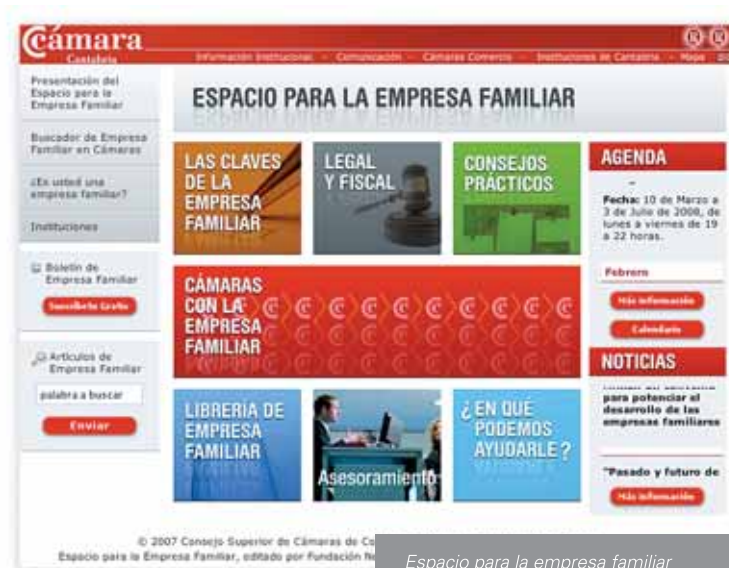 Cámara
Cantabria
Información Institucional - Comunicación - Cámaras Comercio - Instituciones de Cantabria - Mapa
Presentación del
Espacio para la
Empresa Familiar
Buscador de Empresa
Familiar en Cámaras
¿Es usted una
empresa familiar?
Instituciones
Boletín de
Empresa Familiar
Suscríbete Gratis
Artículos de
Empresa Familiar
palabra a buscar
Enviar
ESPACIO PARA LA EMPRESA FAMILIAR
LAS CLAVES
DE LA
EMPRESA
FAMILIAR
LEGAL
Y FISCAL
CONSEJOS
PRÁCTICOS
CÁMARAS
CON LA
EMPRESA
FAMILIAR
LIBRERÍA DE
EMPRESA
FAMILIAR
Asesoramiento
¿EN QUÉ
PODEMOS
AYUDARLE?
AGENDA
Fecha: 10 de Marzo a
3 de Julio de 2008, de
lunes a viernes de 19
a 22 horas.
Febrero
Más información
Calendario
NOTICIAS
para potenciar el
desarrollo de las
empresas familiares
"Pasado y futuro de
Más información
© 2007 Consejo Superior de Cámaras de Co
Espacio para la Empresa Familiar, editado por Fundación Ne
Espacio para la empresa familiar